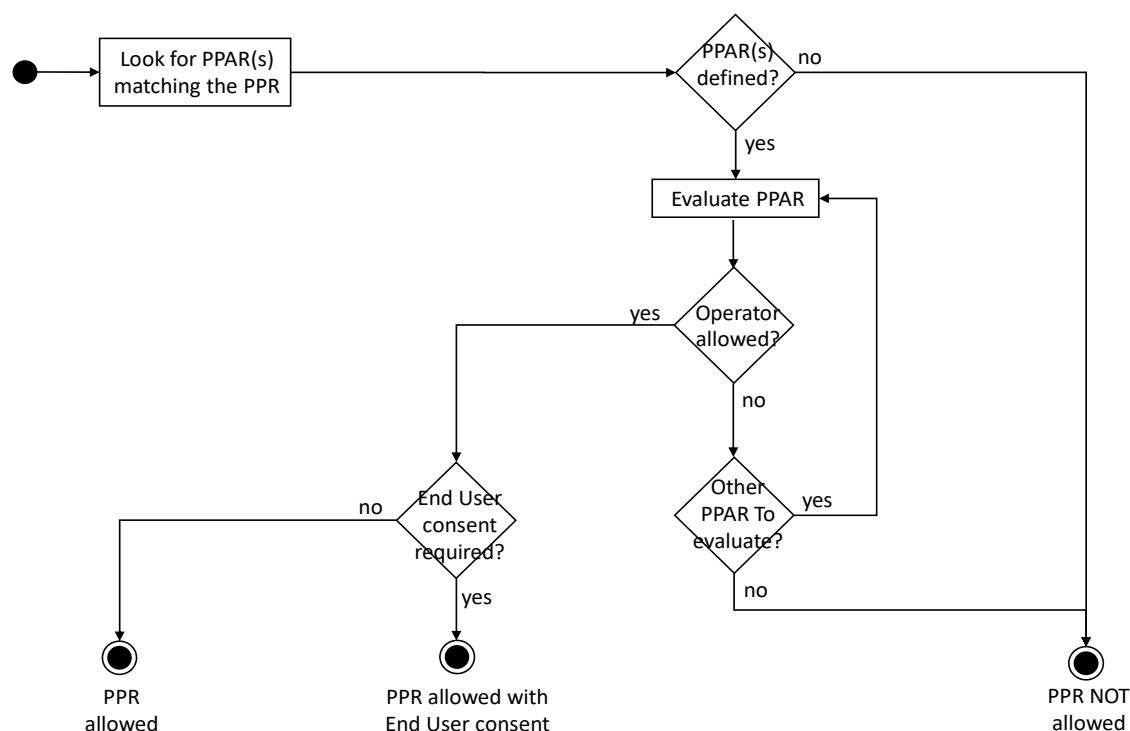 Look for PPAR(s)
matching the PPR
PPAR(s)
defined?
no
yes
Evaluate PPAR
yes
Operator
allowed?
no
no
End User
consent
required?
Other
PPAR To
evaluate?
yes
yes
no
PPR
allowed
PPR allowed with
End User consent
PPR NOT
allowed